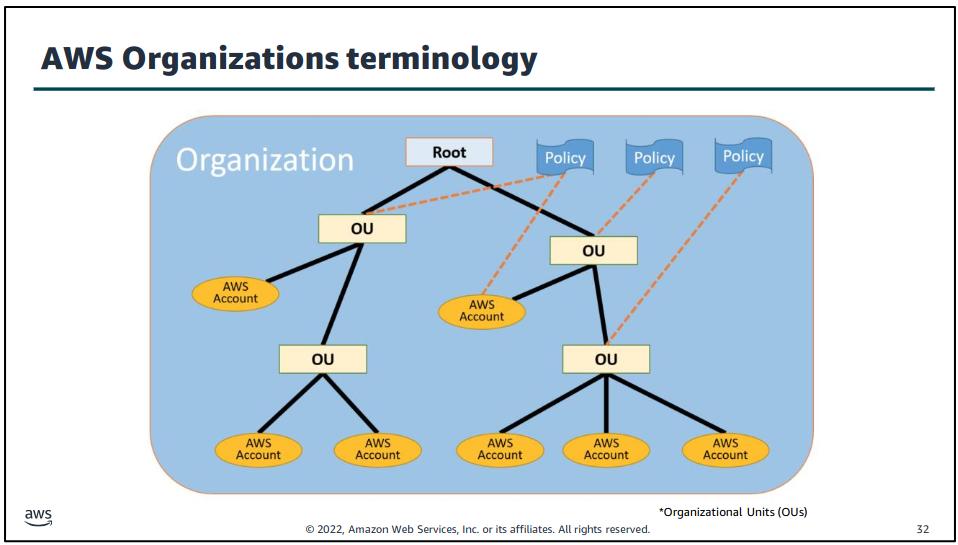 AWS Organizations terminology
Organization
Root
Policy
Policy
Policy
OU
OU
AWS
Account
AWS
Account
OU
OU
AWS
Account
AWS
Account
AWS
Account
AWS
Account
AWS
Account
*Organizational Units (OUs)
aws
© 2022, Amazon Web Services, Inc. or its affiliates. All rights reserved.
32